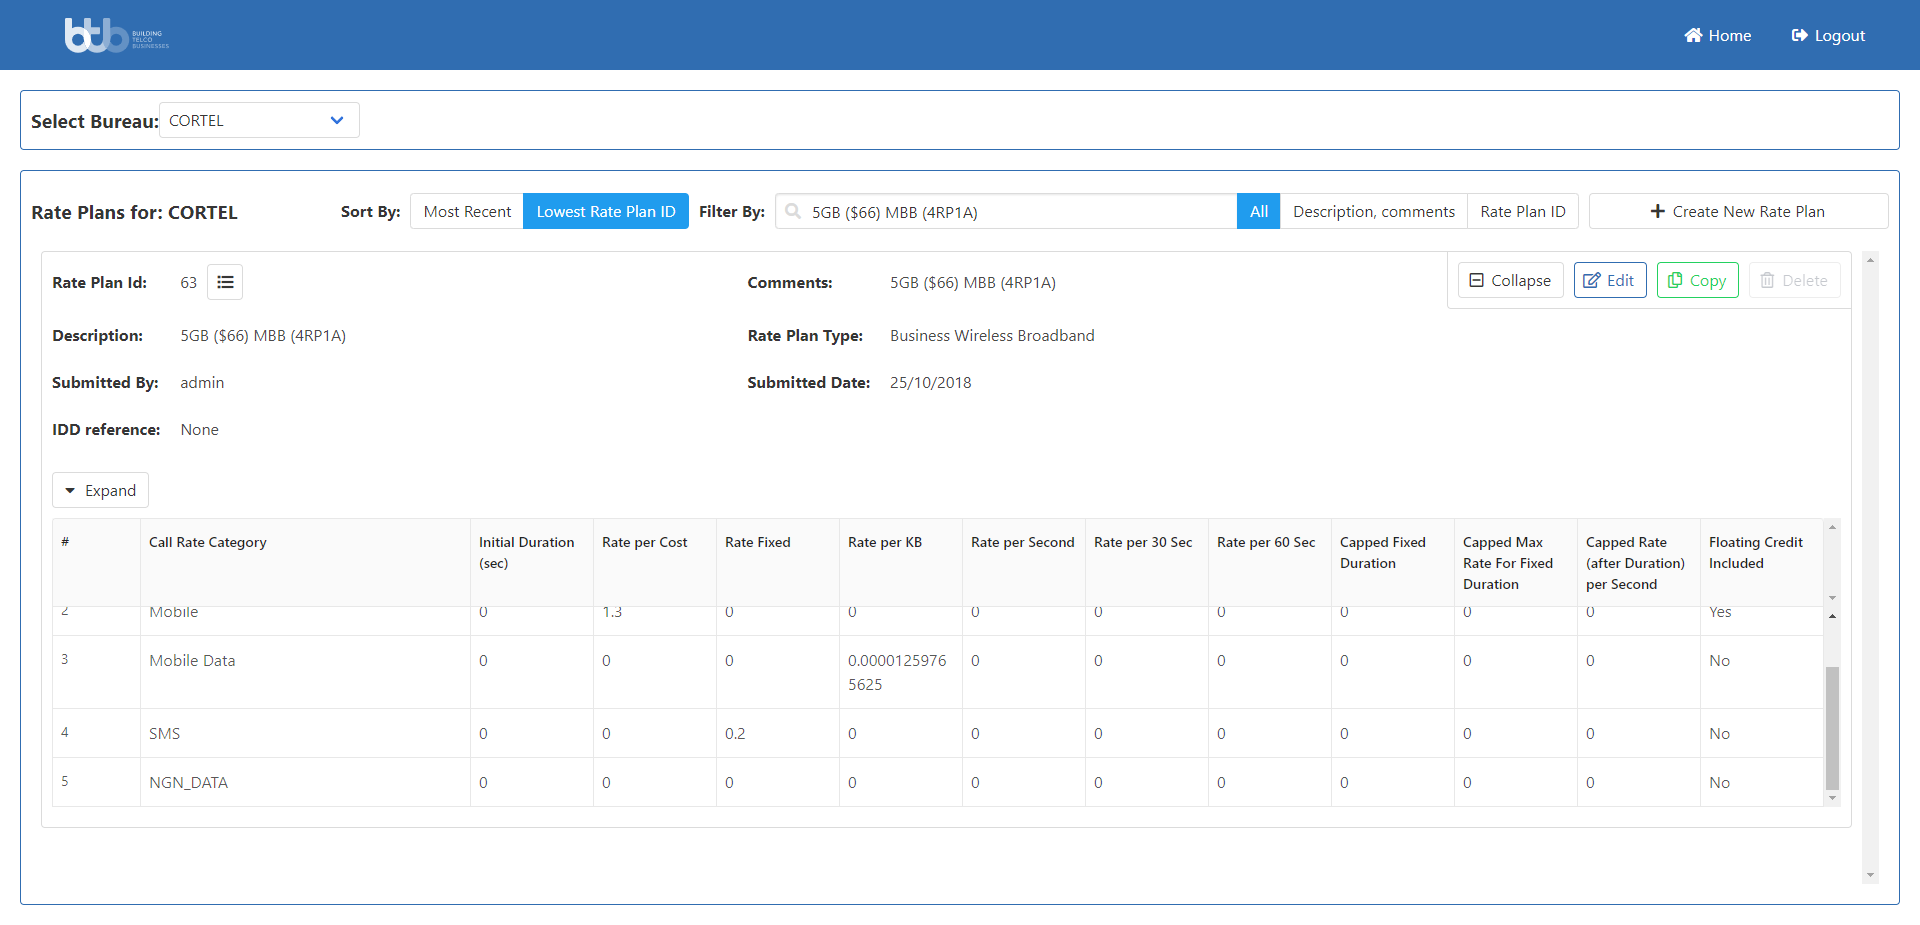 btb BUILDING
TELCO
BUSINESSES
Home Logout
Select Bureau: CORTEL
Rate Plans for: CORTEL Sort By: Most Recent Lowest Rate Plan ID Filter By: 5GB ($66) MBB (4RP1A) All Description, comments Rate Plan ID Create New Rate Plan
Rate Plan Id: 63 Comments: 5GB ($66) MBB (4RP1A) Collapse Edit Copy Delete
Description: 5GB ($66) MBB (4RP1A) Rate Plan Type: Business Wireless Broadband
Submitted By: admin Submitted Date: 25/10/2018
IDD reference: None
Expand
# Call Rate Category Initial Duration (sec) Rate per Cost Rate Fixed Rate per KB Rate per Second Rate per 30 Sec Rate per 60 Sec Capped Fixed Duration Capped Max Rate For Fixed Duration Capped Rate (after Duration) per Second Floating Credit Included
2 Mobile 0 1.3 0 0 0 0 0 0 0 0 Yes
3 Mobile Data 0 0 0 0.00001259765625 0 0 0 0 0 0 No
4 SMS 0 0 0.2 0 0 0 0 0 0 0 No
5 NGN_DATA 0 0 0 0 0 0 0 0 0 0 No